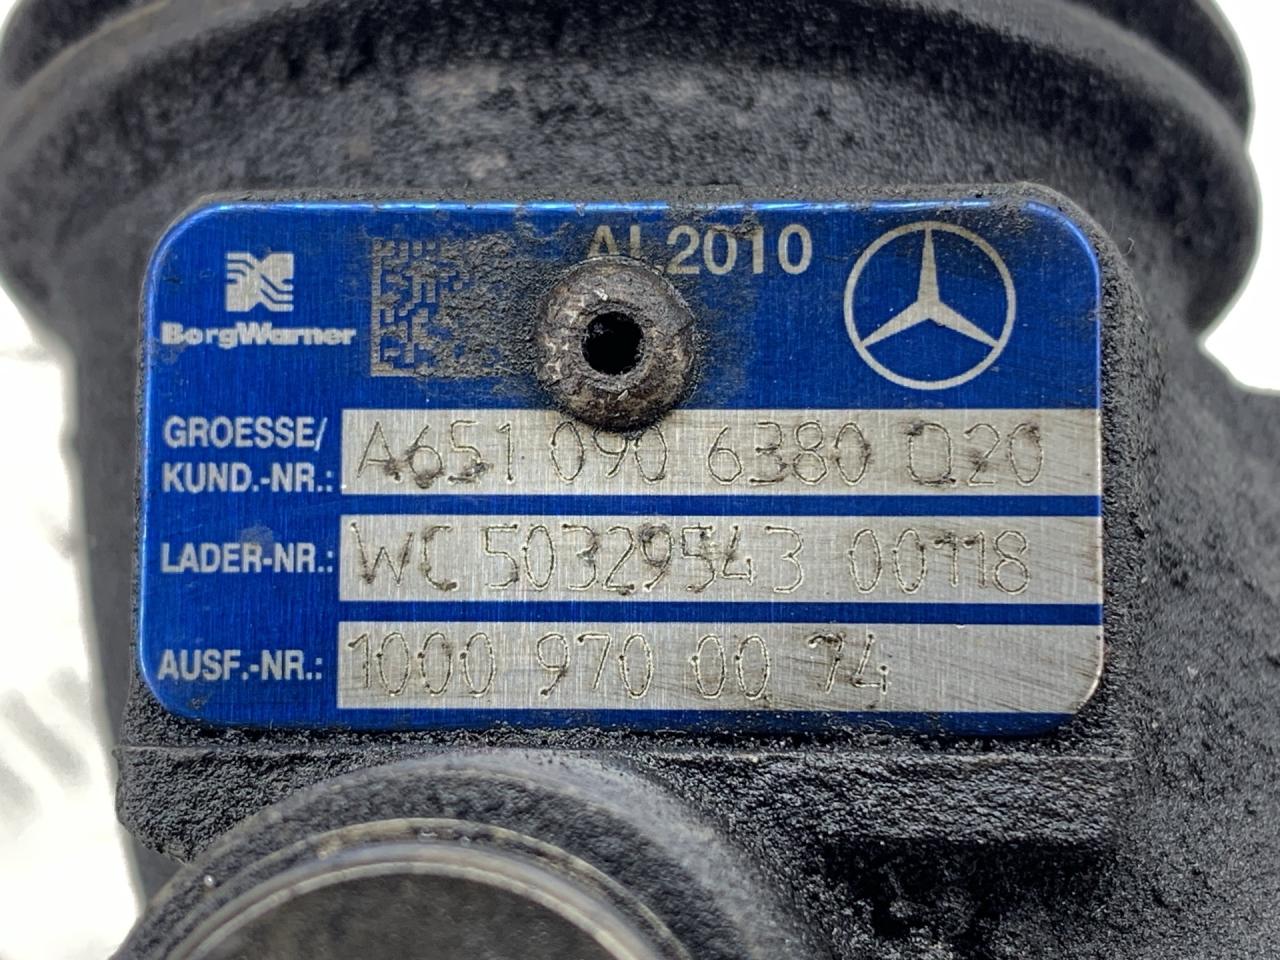 AL2010
BorgWarner
GROESSE/
KUND.-NR.: A651 090 6380 Q20
LADER-NR.: WC 50329543 00118
AUSF.-NR.: 1000 970 00 74